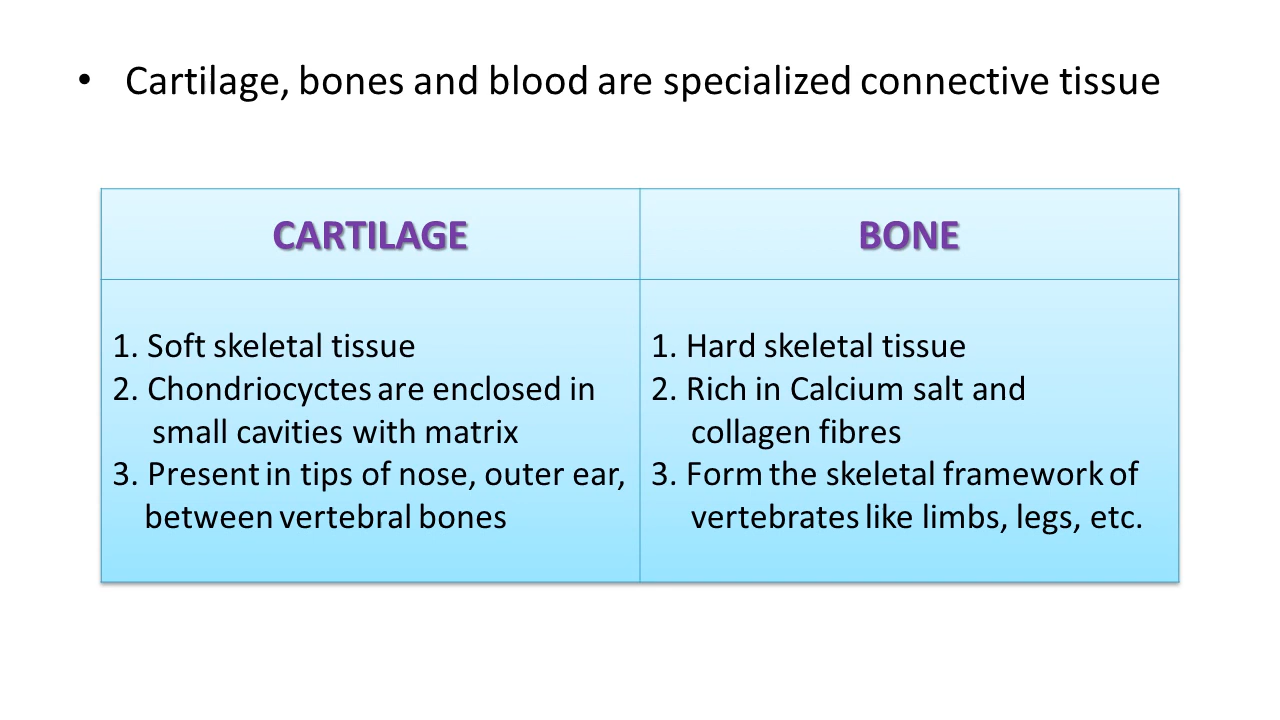 • Cartilage, bones and blood are specialized connective tissue
CARTILAGE
1. Soft skeletal tissue
2. Chondriocyctes are enclosed in
small cavities with matrix
3. Present in tips of nose, outer ear,
between vertebral bones
BONE
1. Hard skeletal tissue
2. Rich in Calcium salt and
collagen fibres
3. Form the skeletal framework of
vertebrates like limbs, legs, etc.